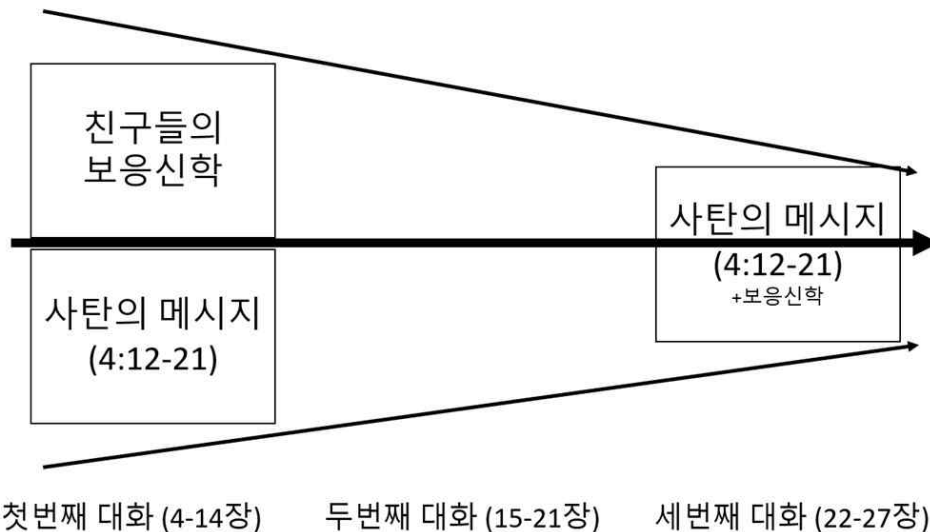 친구들의
보응신학
사탄의 메시지
(4:12-21)
사탄의 메시지
(4:12-21)
+보응신학
첫번째 대화 (4-14장)
두번째 대화 (15-21장)
세번째 대화 (22-27장)